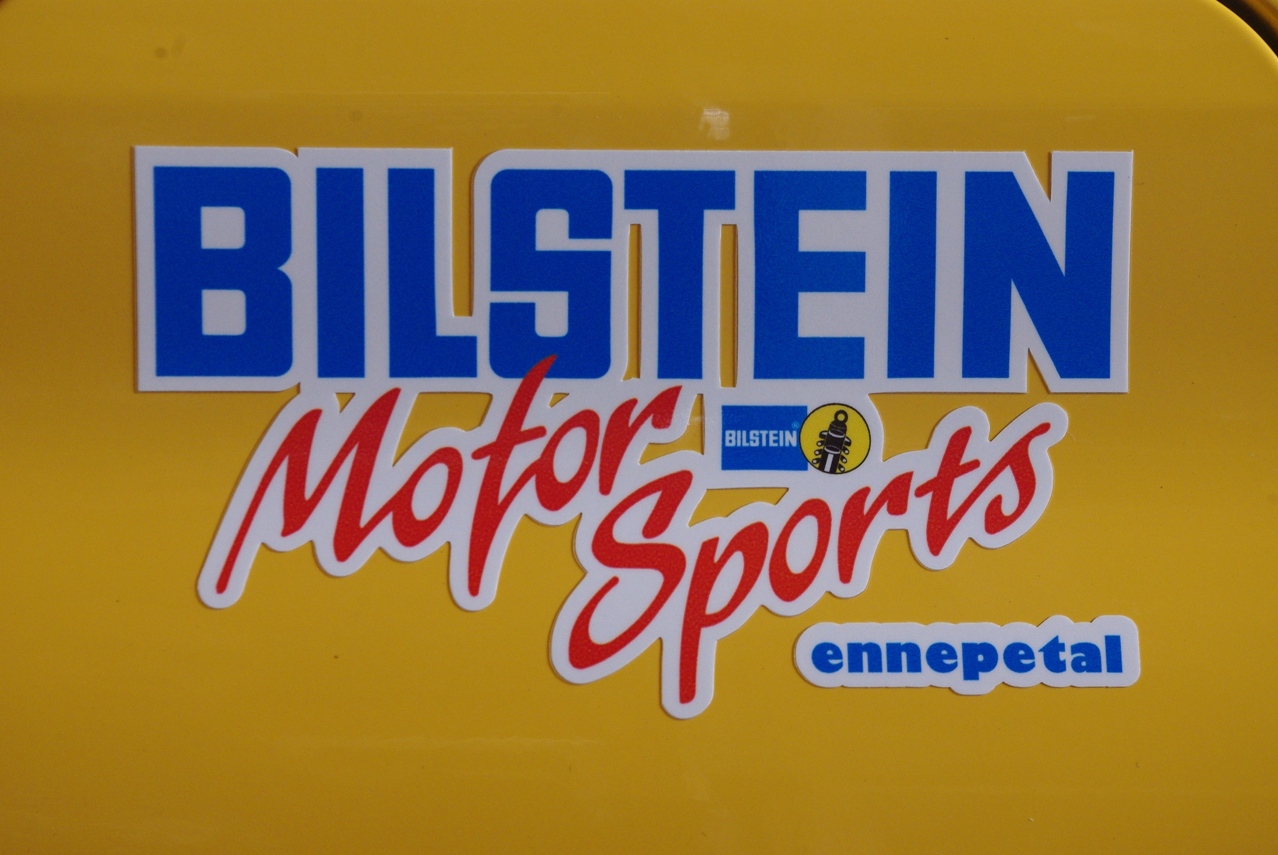 BILSTEIN
Motor
BILSTEIN®
Sports
ennepetal